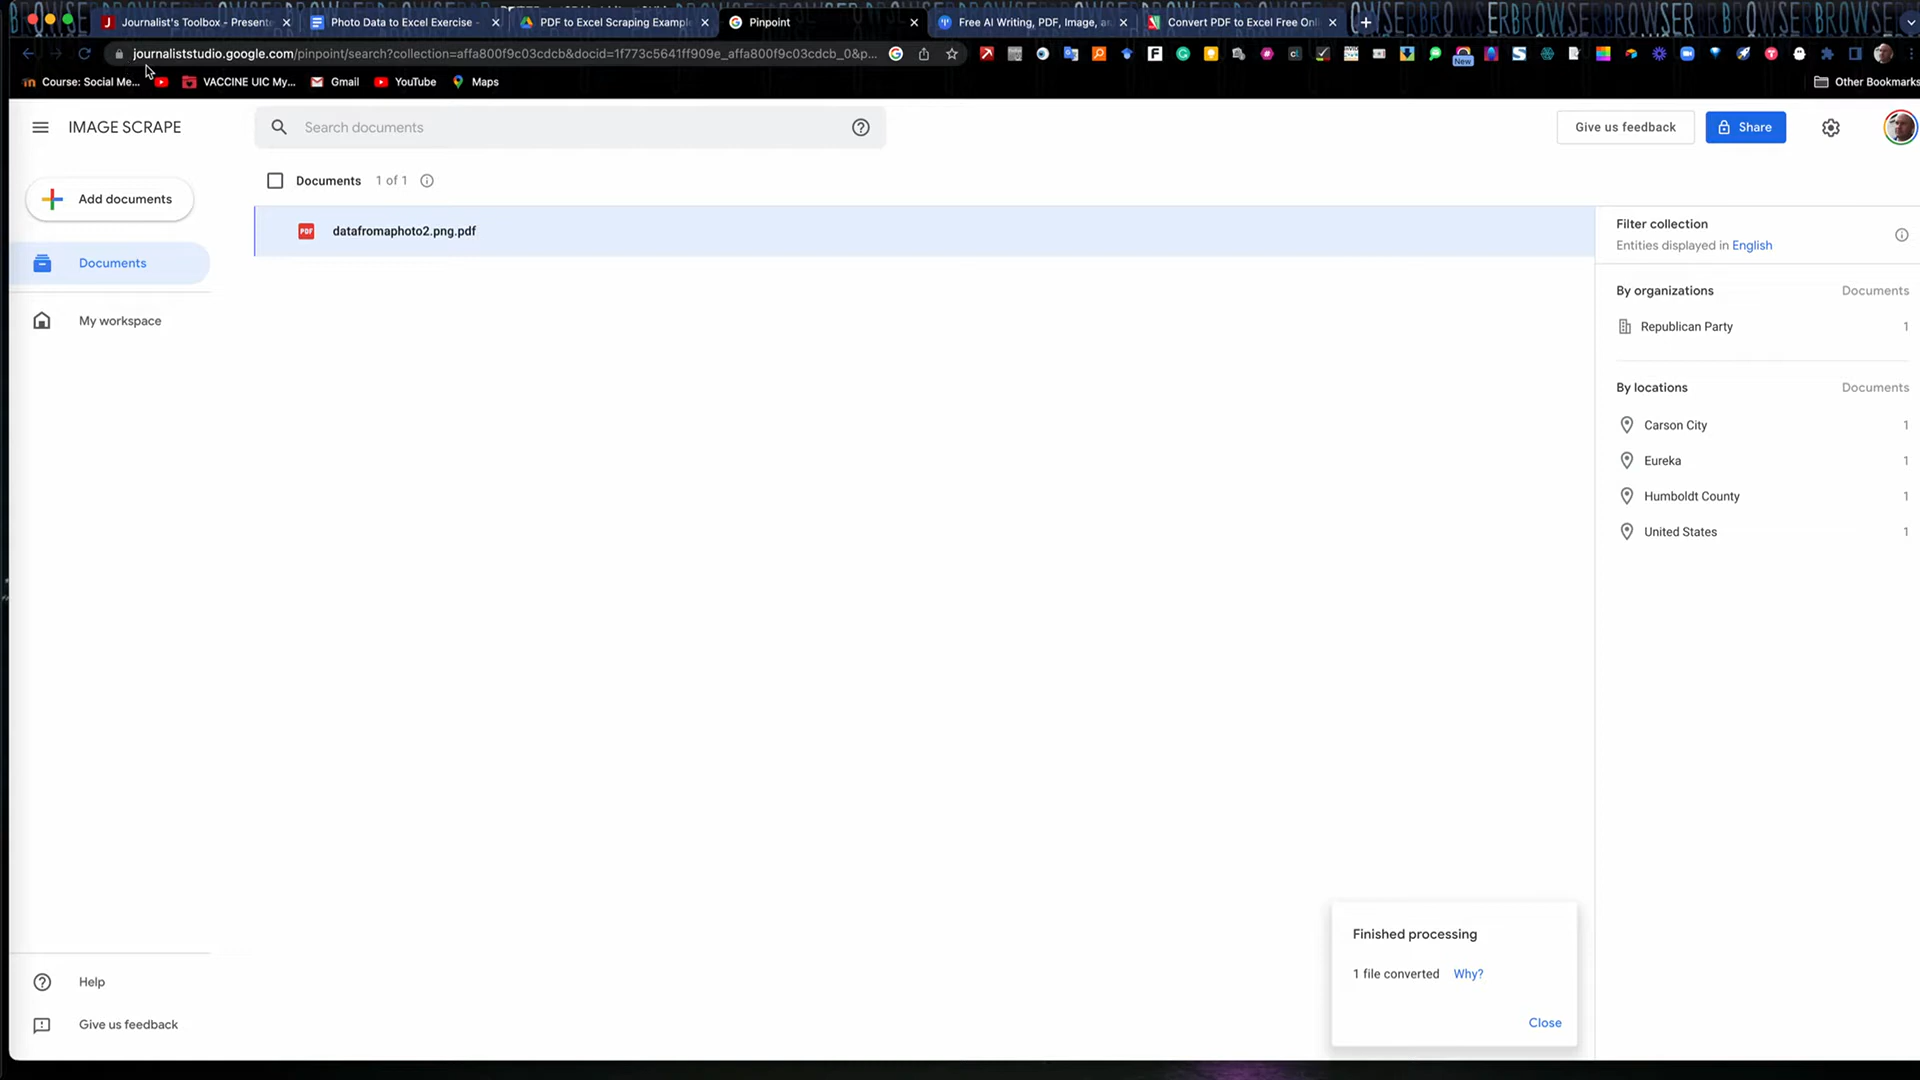 Journalist's Toolbox - Presente
Photo Data to Excel Exercise -
PDF to Excel Scraping Example
Pinpoint
Free AI Writing, PDF, Image, a
Convert PDF to Excel Free Onl
journaliststudio.google.com/pinpoint/search?collection=affa800f9c03cdcb&docid=1f773c5641ff909e_affa800f9c03cdcb_0&p...
New
Course: Social Me...
VACCINE UIC My...
Gmail
YouTube
Maps
Other Bookmarks
IMAGE SCRAPE
Search documents
Give us feedback
Share
Add documents
Documents 1 of 1
PDF datafromaphoto2.png.pdf
Documents
My workspace
Filter collection
Entities displayed in English
By organizations Documents
Republican Party 1
By locations Documents
Carson City 1
Eureka 1
Humboldt County 1
United States 1
Finished processing
1 file converted Why?
Close
Help
Give us feedback